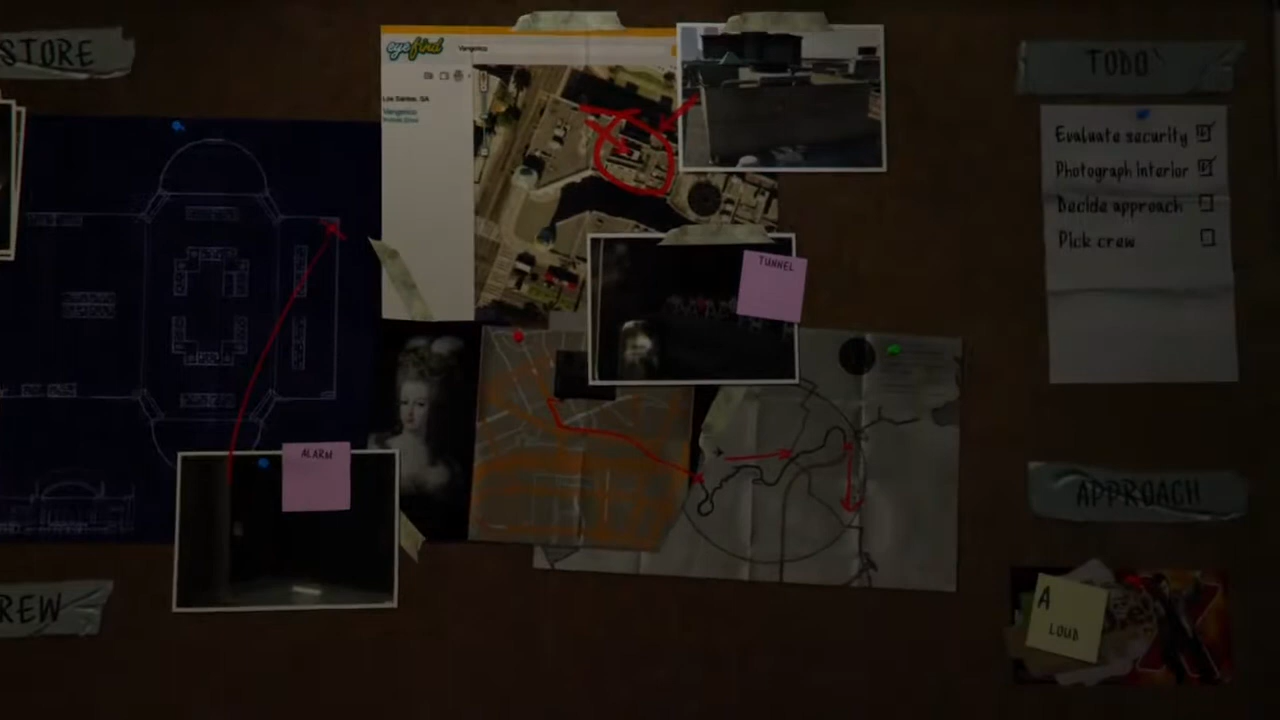 STORE
eyefind
Vangelico
Los Santos, SA
Vangelico
TUNNEL
TODO
Evaluate security
Photograph Interior
Decide approach
Pick crew
ALARM
APPROACH
A
LOUD
REW